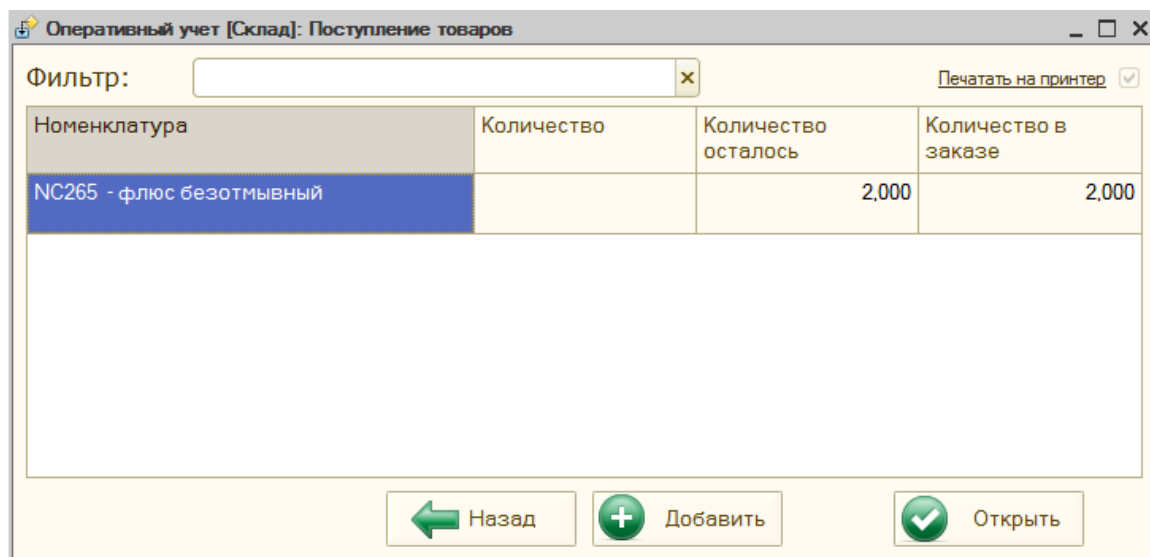 Оперативный учет [Склад]: Поступление товаров
Фильтр:
Печатать на принтер
Номенклатура
Количество
Количество осталось
Количество в заказе
NC265 - флюс безотмывный
2,000
2,000
Назад
Добавить
Открыть